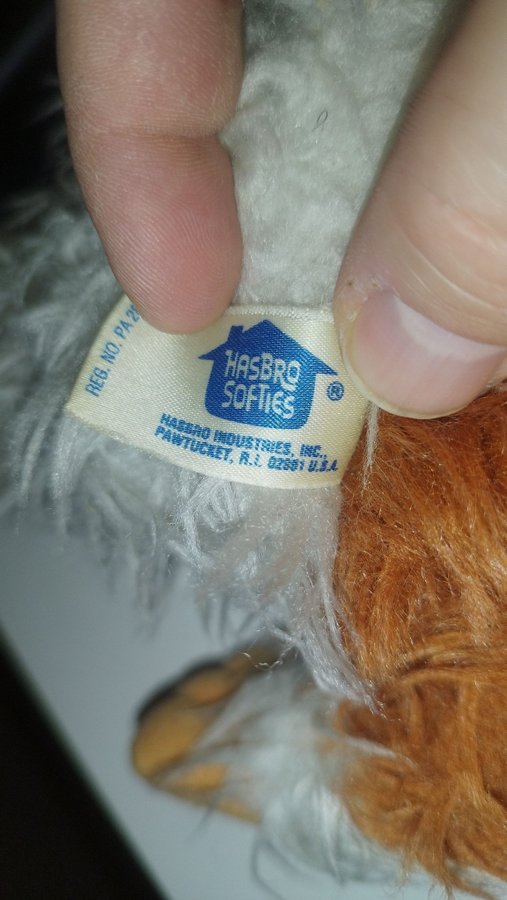 REG. NO. PA
HASBRO
SOFTIES
®
HASBRO INDUSTRIES, INC.,
PAWTUCKET, R.I. 02861 U.S.A.